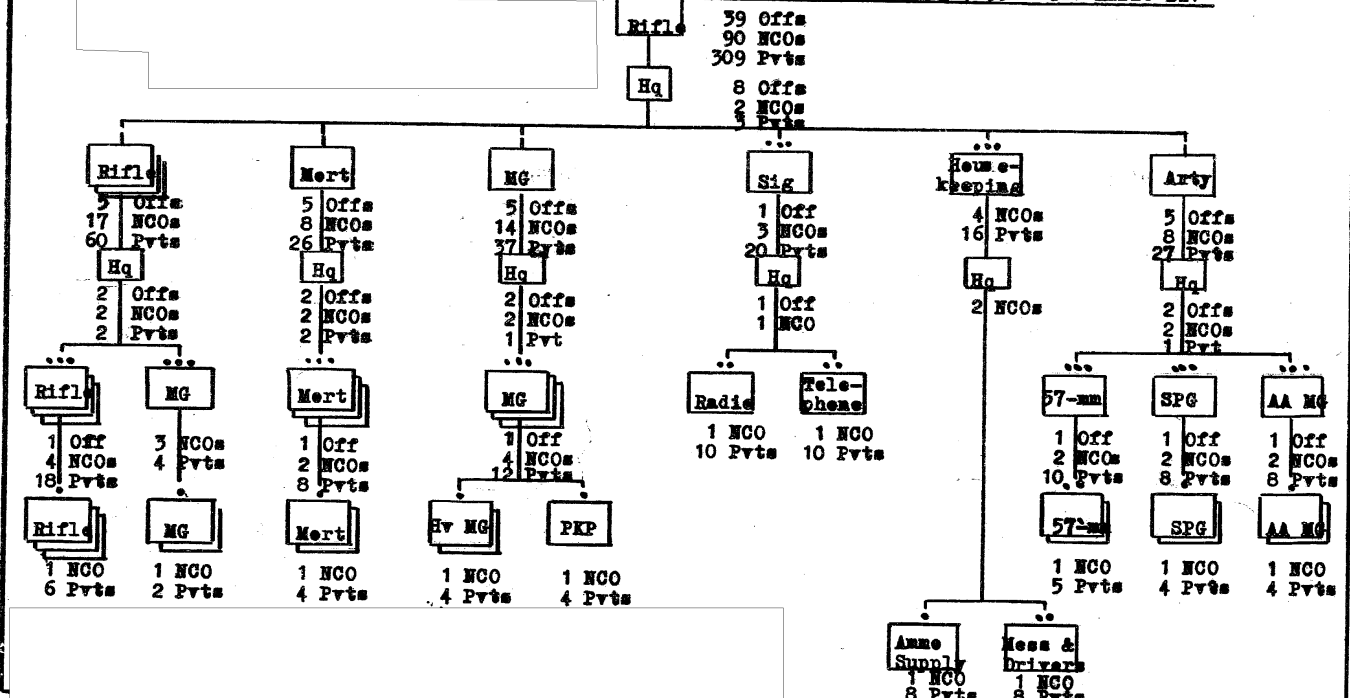 Rifle
39 Offs
90 NCOs
309 Pvts
Hq
8 Offs
2 NCOs
3 Pvts
Rifle
5 Offs
17 NCOs
60 Pvts
Hq
2 Offs
2 NCOs
2 Pvts
Rifle
1 Off
4 NCOs
18 Pvts
Rifle
1 NCO
6 Pvts
MG
3 NCOs
4 Pvts
MG
1 NCO
2 Pvts
Mort
5 Offs
8 NCOs
26 Pvts
Hq
2 Offs
2 NCOs
2 Pvts
Mort
1 Off
2 NCOs
8 Pvts
Mort
1 NCO
4 Pvts
MG
5 Offs
14 NCOs
37 Pvts
Hq
2 Offs
2 NCOs
1 Pvt
MG
1 Off
4 NCOs
12 Pvts
Hv MG
1 NCO
4 Pvts
PKP
1 NCO
4 Pvts
Sig
1 Off
3 NCOs
20 Pvts
Hq
1 Off
1 NCO
Radio
1 NCO
10 Pvts
Tele-
phone
1 NCO
10 Pvts
House-
keeping
4 NCOs
16 Pvts
Hq
2 NCOs
Ammo
Supply
1 NCO
8 Pvts
Mess &
Drivers
1 NCO
8 Pvts
Arty
5 Offs
8 NCOs
27 Pvts
Hq
2 Offs
2 NCOs
1 Pvt
57-mm
1 Off
2 NCOs
10 Pvts
57-mm
1 NCO
5 Pvts
SPG
1 Off
2 NCOs
8 Pvts
SPG
1 NCO
4 Pvts
AA MG
1 Off
2 NCOs
8 Pvts
AA MG
1 NCO
4 Pvts